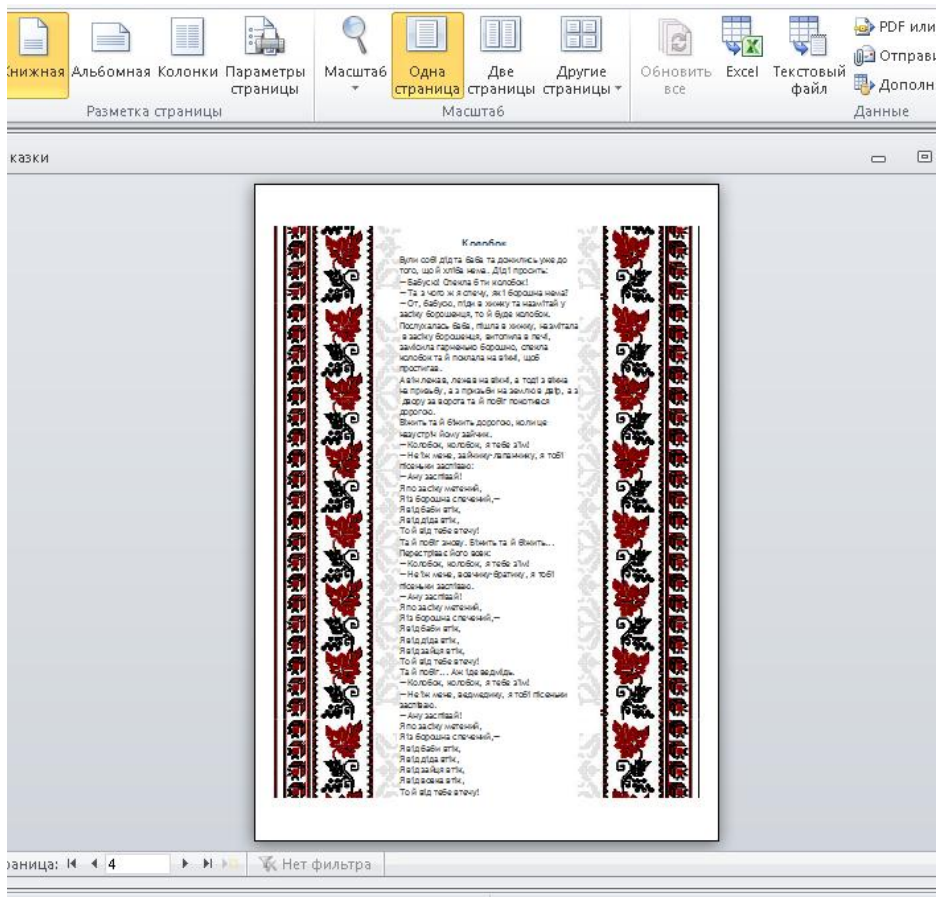 Книжная Альбомная Колонки Параметры страницы
Масштаб Одна страница Две страницы Другие страницы
Обновить все Excel Текстовый файл
PDF или
Отправи
Дополн
Разметка страницы Масштаб Данные
казки
Колобок
Були собі дід та баба та дожились уже до
того, що й хліба нема. Дід і просить:
— Бабусю! Спекла б ти колобок!
— Та з чого ж я спечу, як і борошна нема?
— От, бабусю, піди в хижку та назмітай у
засіку борошенця, то й буде колобок.
Послухалась баба, пішла в хижку, назмітала
в засіку борошенця, витопила в печі,
замісила гарненько борошно, спекла
колобок та й поклала на вікні, щоб
простигав.
А він лежав, лежав на вікні, а тоді з вікна
на призьбу, а з призьби на землю в двір, а з
двору за ворота та й побіг покотився
дорогою.
Біжить та й біжить дорогою, коли це
назустріч йому зайчик.
— Колобок, колобок, я тебе з'їм!
— Не їж мене, зайчику-лапанчику, я тобі
пісеньки заспіваю:
— Ану заспівай!
Я по засіку метений,
Я із борошна спечений,—
Я від баби втік,
Я від діда втік,
То й від тебе втечу!
Та й побіг знову. Біжить та й біжить...
Перестріває його вовк:
— Колобок, колобок, я тебе з'їм!
— Не їж мене, вовчику-братику, я тобі
пісеньки заспіваю.
— Ану заспівай!
Я по засіку метений,
Я із борошна спечений,—
Я від баби втік,
Я від діда втік,
Я від зайця втік,
То й від тебе втечу!
Та й побіг... Аж іде ведмідь.
— Колобок, колобок, я тебе з'їм!
— Не їж мене, ведмедику, я тобі пісеньки
заспіваю.
— Ану заспівай!
Я по засіку метений,
Я із борошна спечений,—
Я від баби втік,
Я від діда втік,
Я від зайця втік,
Я від вовка втік,
То й від тебе втечу!
раница: 4 Нет фильтра